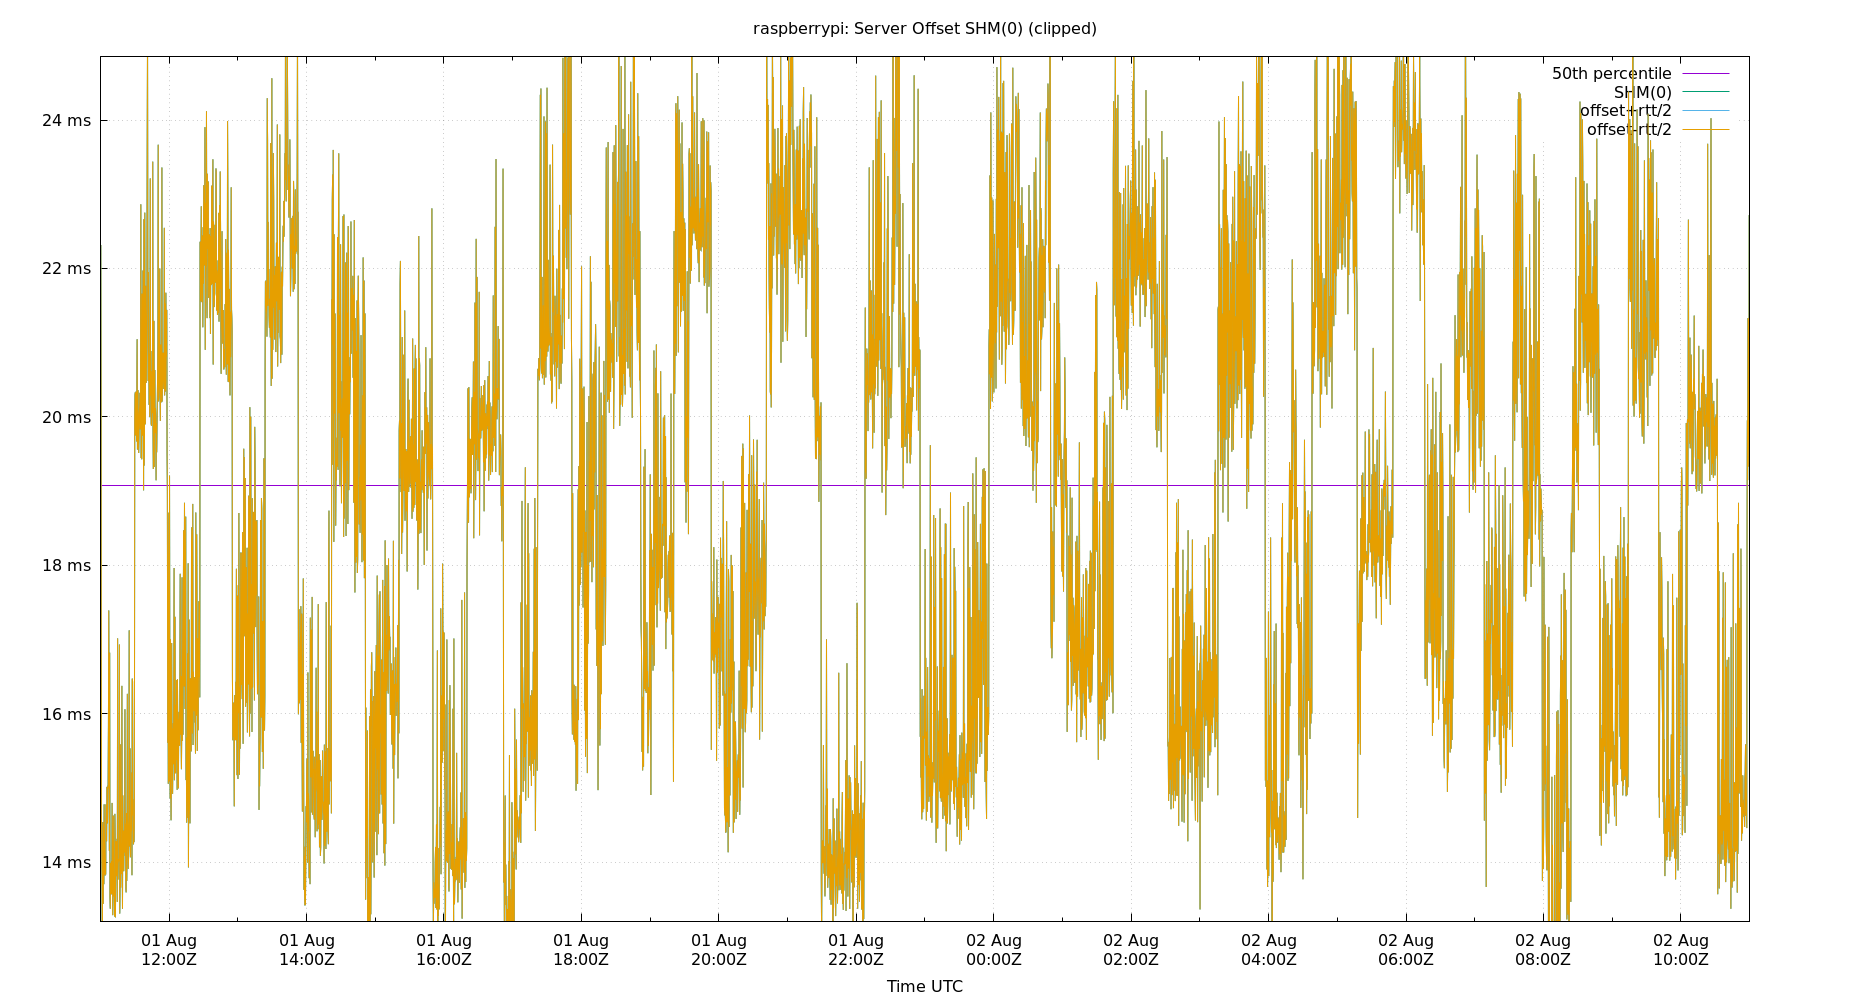 raspberrypi: Server Offset SHM(0) (clipped)
50th percentile
SHM(0)
offset+rtt/2
offset-rtt/2
24 ms
22 ms
20 ms
18 ms
16 ms
14 ms
01 Aug 01 Aug 01 Aug 01 Aug 01 Aug 01 Aug 02 Aug 02 Aug 02 Aug 02 Aug 02 Aug 02 Aug
12:00Z 14:00Z 16:00Z 18:00Z 20:00Z 22:00Z 00:00Z 02:00Z 04:00Z 06:00Z 08:00Z 10:00Z
Time UTC